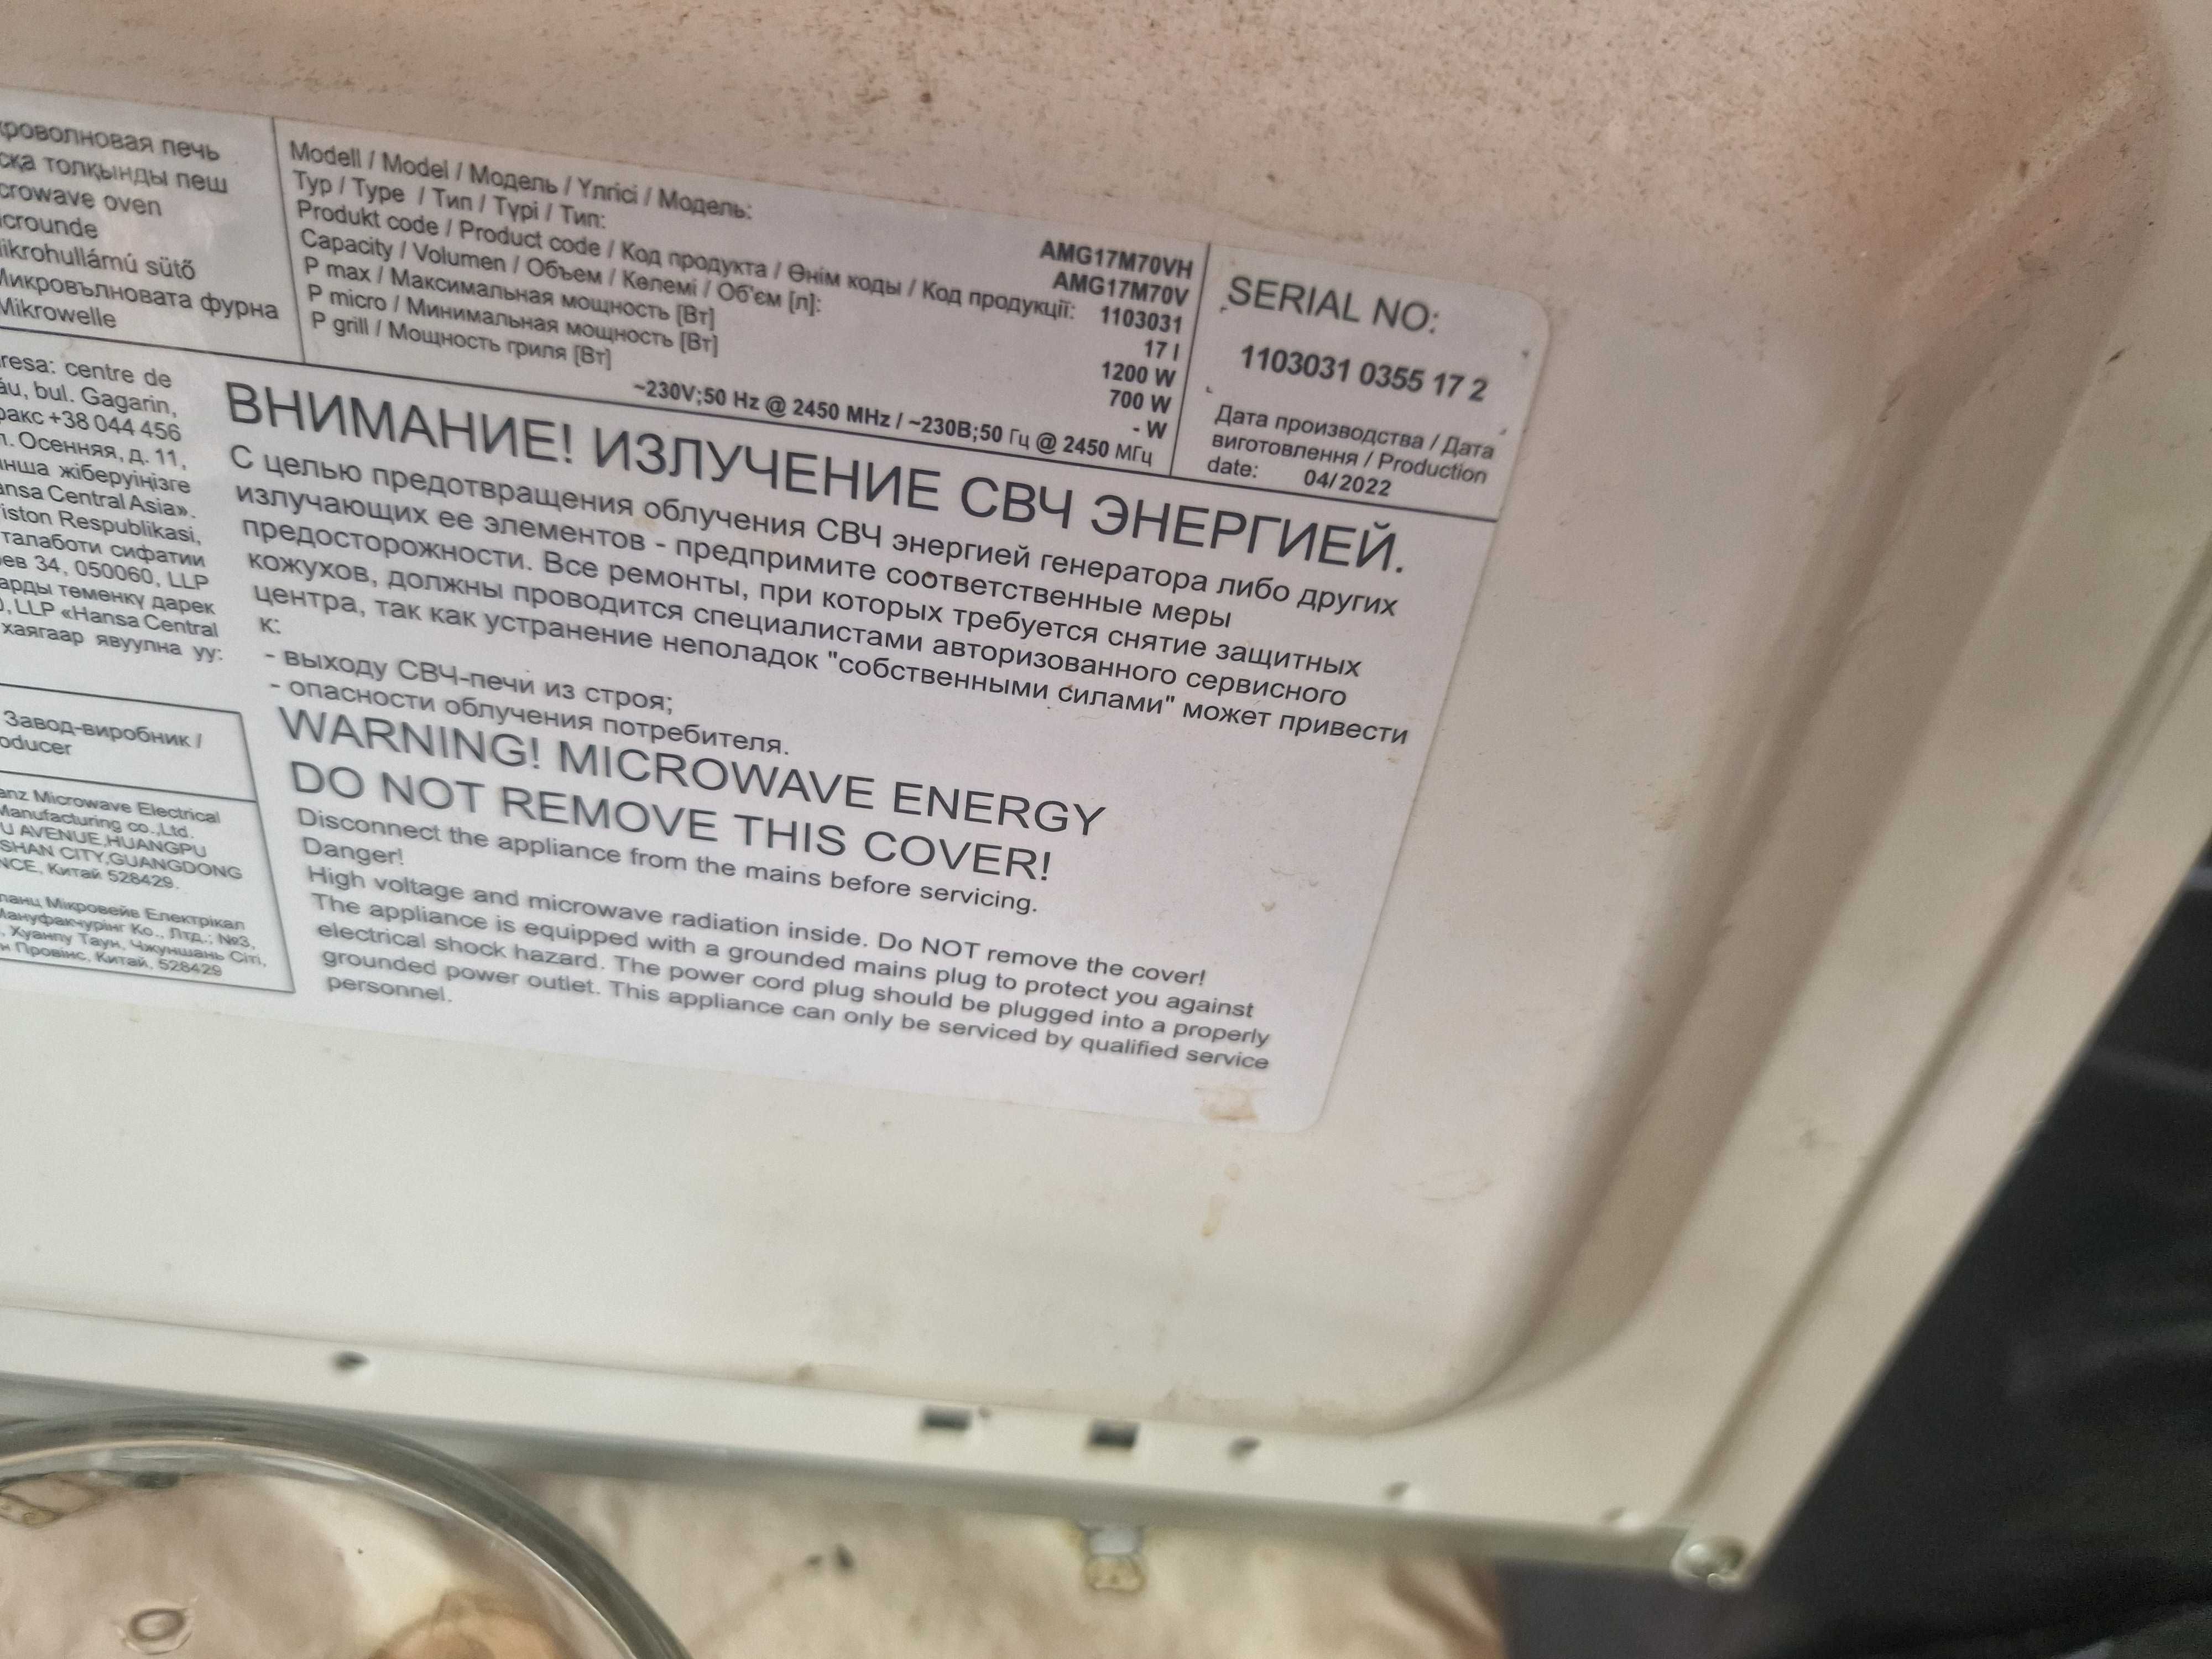 кроволновая печь
ска толқынды пеш
crowave oven
icrounde
ikrohullámú sütő
Микровълновата фурна
Mikrowelle
Modell / Model / Модель / Үлгісі / Модель:
AMG17M70VH
Typ / Type / Тип / Түрі / Тип:
AMG17M70V
Produkt code / Product code / Код продукта / Өнім коды / Код продукції: 1103031
Capacity / Volumen / Объем / Көлемі / Об'єм [л]:
17 l
P max / Максимальная мощность [Вт]
1200 W
P micro / Минимальная мощность [Вт]
700 W
P grill / Мощность гриля [Вт]
- W
~230V;50 Hz @ 2450 MHz / ~230В;50 Гц @ 2450 МГц
SERIAL NO:
1103031 0355 17 2
Дата производства / Дата
виготовлення / Production
date: 04/2022
resa: centre de
ău, bul. Gagarin,
факс +38 044 456
л. Осенняя, д. 11,
нша жіберуіңізге
ansa Central Asia».
iston Respublikasi,
талаботи сифатии
ев 34, 050060, LLP
арды төменкү дарек
), LLP «Hansa Central
хаягаар явуулна уу:
Завод-виробник /
oducer
anz Microwave Electrical
Manufacturing co.,Ltd.
U AVENUE,HUANGPU
SHAN CITY,GUANGDONG
NCE, Китай 528429.
ланц Мікровейв Електрікал
Мануфакчурінг Ко., Лтд.; №3,
, Хуанпу Таун, Чжуншань Сіті,
н Провінс, Китай, 528429
ВНИМАНИЕ! ИЗЛУЧЕНИЕ СВЧ ЭНЕРГИЕЙ.
С целью предотвращения облучения СВЧ энергией генератора либо других
излучающих ее элементов - предпримите соответственные меры
предосторожности. Все ремонты, при которых требуется снятие защитных
кожухов, должны проводится специалистами авторизованного сервисного
центра, так как устранение неполадок "собственными силами" может привести
к:
- выходу СВЧ-печи из строя;
- опасности облучения потребителя.
WARNING! MICROWAVE ENERGY
DO NOT REMOVE THIS COVER!
Disconnect the appliance from the mains before servicing.
Danger!
High voltage and microwave radiation inside. Do NOT remove the cover!
The appliance is equipped with a grounded mains plug to protect you against
electrical shock hazard. The power cord plug should be plugged into a properly
grounded power outlet. This appliance can only be serviced by qualified service
personnel.